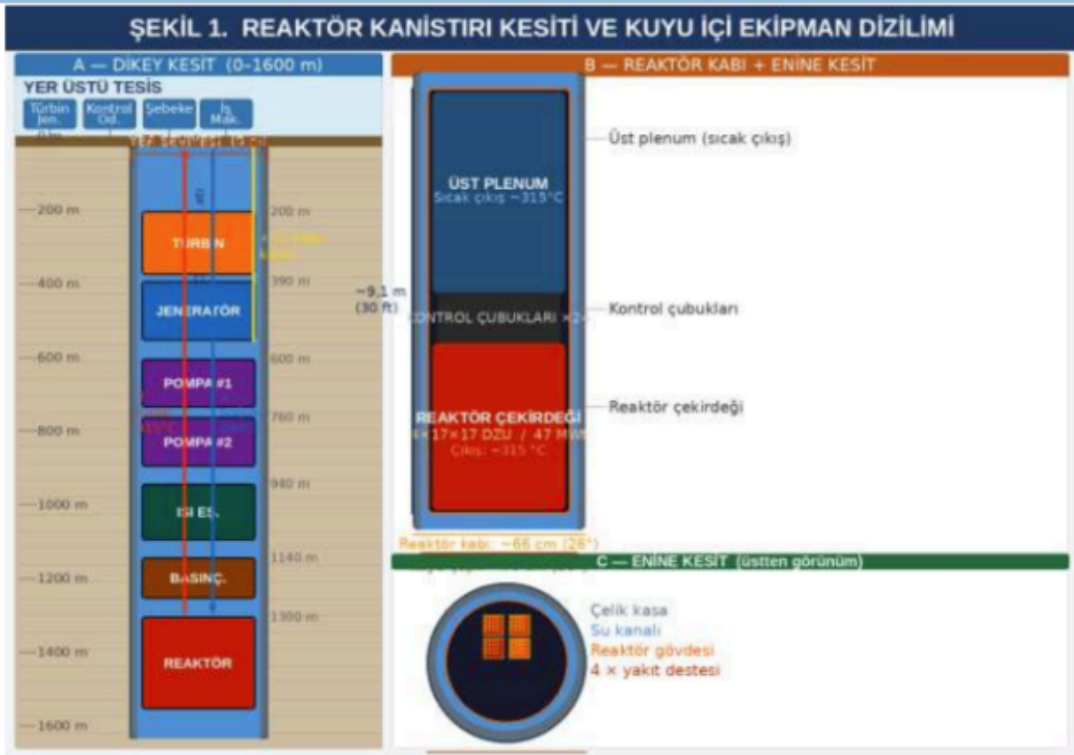 ŞEKİL 1. REAKTÖR KANISTIRI KESİTİ VE KUYU İÇİ EKİPMAN DİZİLİMİ
A — DİKEY KESİT (0–1600 m)
YER ÜSTÜ TESİS
Türbin Jen.
Kontrol Od.
Şebeke
Mak.
200 m
400 m
600 m
800 m
1000 m
1200 m
1400 m
1600 m
TÜRBİN
JENERATÖR
POMPA #1
POMPA #2
ISI EŞ.
BASINÇ.
REAKTÖR
200 m
390 m
600 m
760 m
940 m
1140 m
1300 m
B — REAKTÖR KABI + ENİNE KESİT
ÜST PLENUM
Sıcak çıkış ~315°C
~9,1 m
(30 ft)
KONTROL ÇUBUKLARI
REAKTÖR ÇEKİRDEĞİ
4×17×17 DZU / 47 MWt
Çıkış: ~315 °C
Üst plenum (sıcak çıkış)
Kontrol çubukları
Reaktör çekirdeği
Reaktör kabı: ~66 cm (26")
C — ENİNE KESİT (üstten görünüm)
Çelik kasa
Su kanalı
Reaktör gövdesi
4 × yakıt destesi